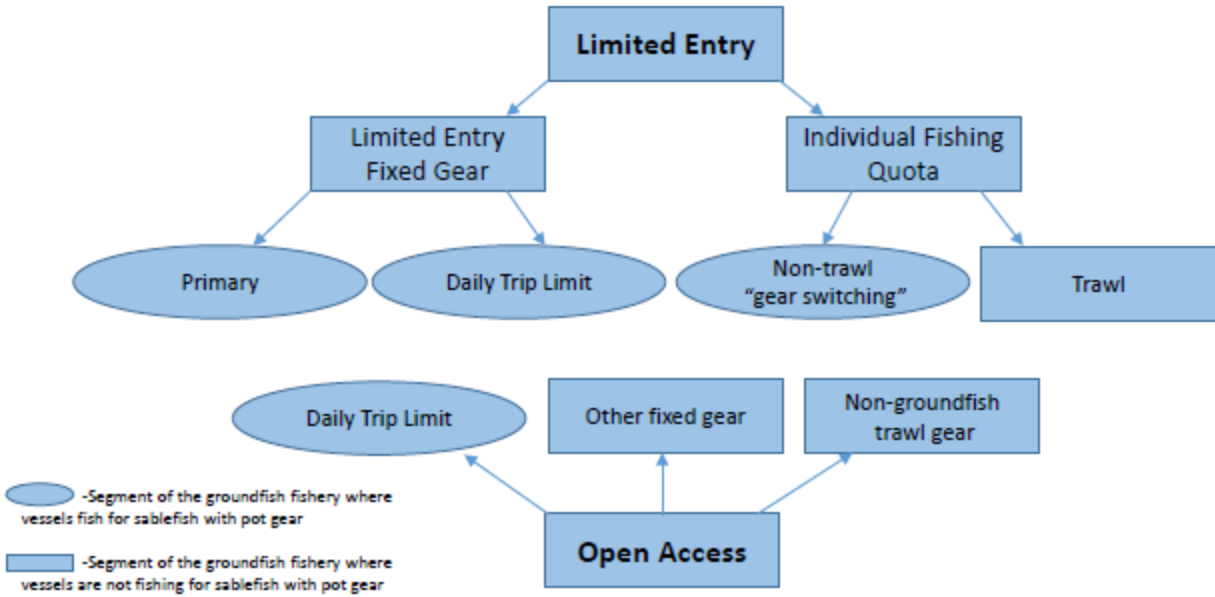 Limited Entry
Limited Entry
Fixed Gear
Individual Fishing
Quota
Primary
Daily Trip Limit
Non-trawl
“gear switching”
Trawl
Daily Trip Limit
Other fixed gear
Non-groundfish
trawl gear
-Segment of the groundfish fishery where
vessels fish for sablefish with pot gear
Open Access
-Segment of the groundfish fishery where
vessels are not fishing for sablefish with pot gear